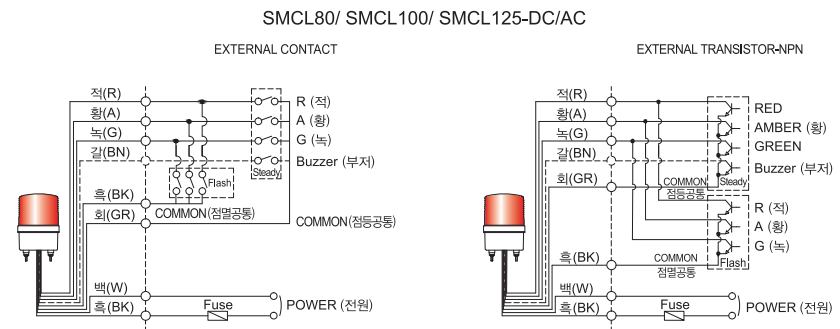 SMCL80/ SMCL100/ SMCL125-DC/AC
EXTERNAL CONTACT
적(R)
황(A)
녹(G)
갈(BN)
R (적)
A (황)
G (녹)
Buzzer (부저)
Steady
Flash
흑(BK)
회(GR)
COMMON(점멸공통)
COMMON(점등공통)
백(W)
흑(BK)
Fuse
POWER (전원)
EXTERNAL TRANSISTOR-NPN
적(R)
황(A)
녹(G)
갈(BN)
회(GR)
RED
AMBER (황)
GREEN
Buzzer (부저)
COMMON
점등공통
Steady
R (적)
A (황)
G (녹)
흑(BK)
COMMON
점멸공통
Flash
백(W)
흑(BK)
Fuse
POWER (전원)